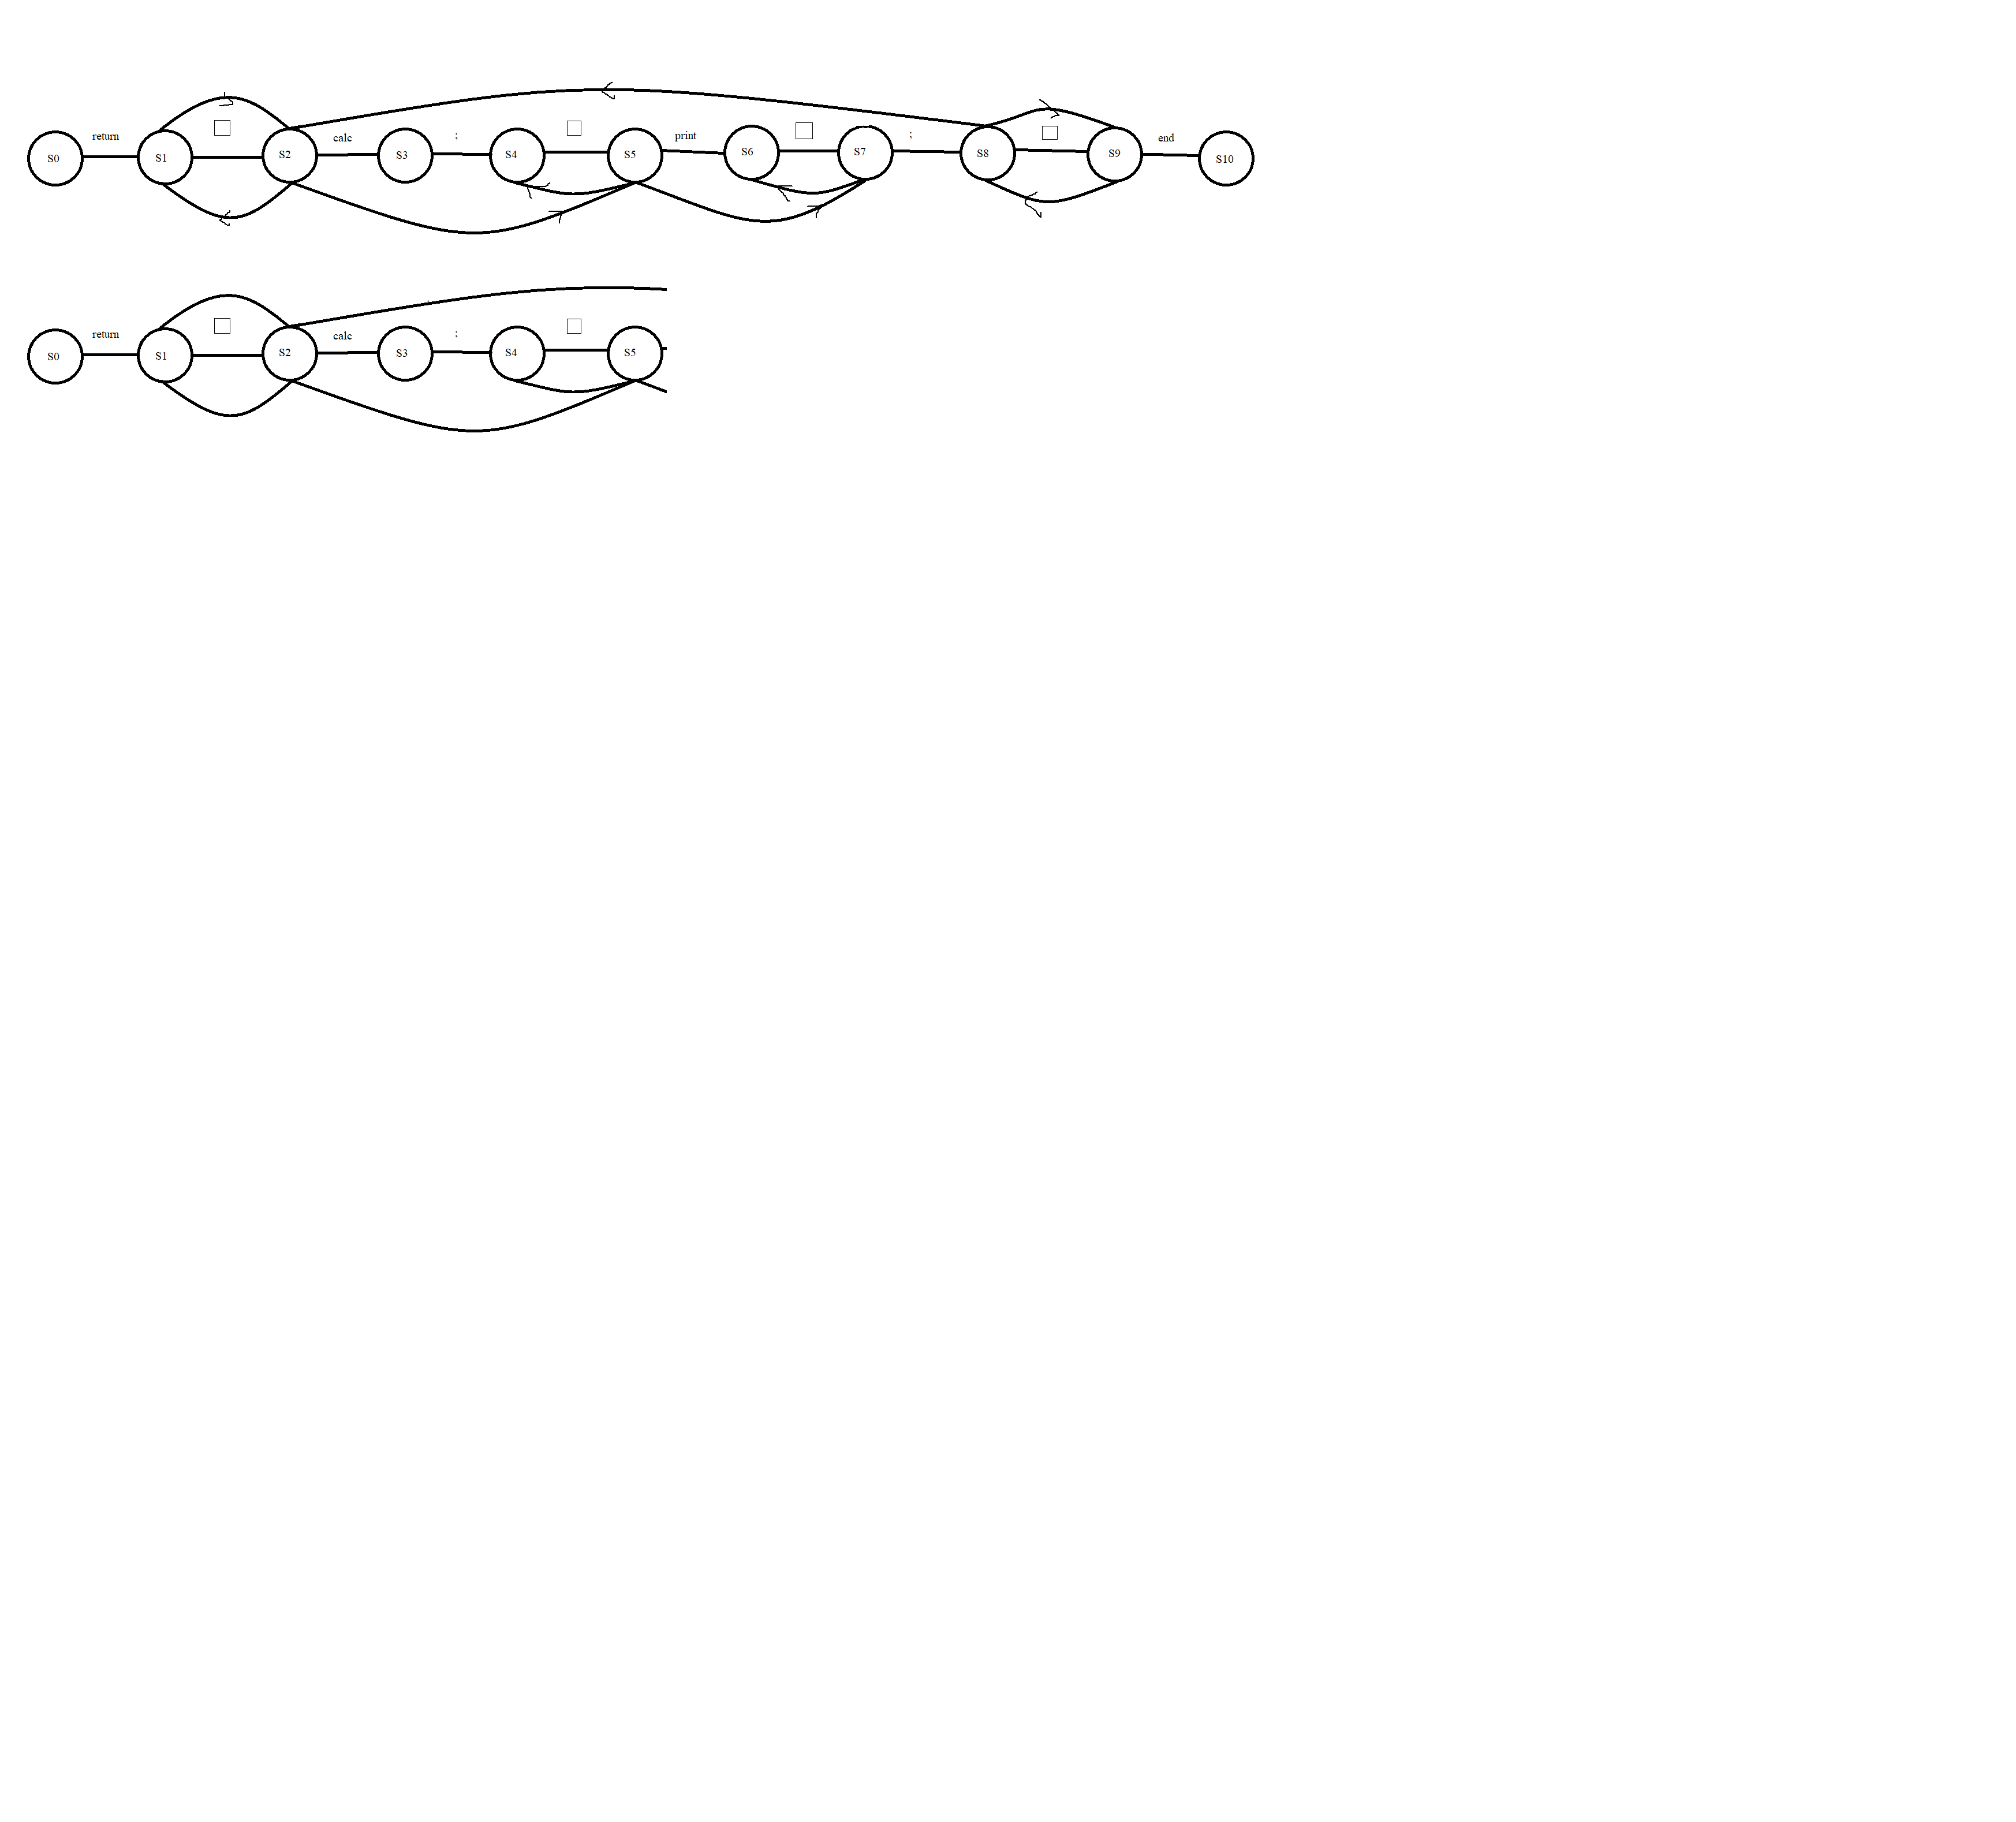 return calc ; print ; end
S0 S1 S2 S3 S4 S5 S6 S7 S8 S9 S10
return calc ;
S0 S1 S2 S3 S4 S5